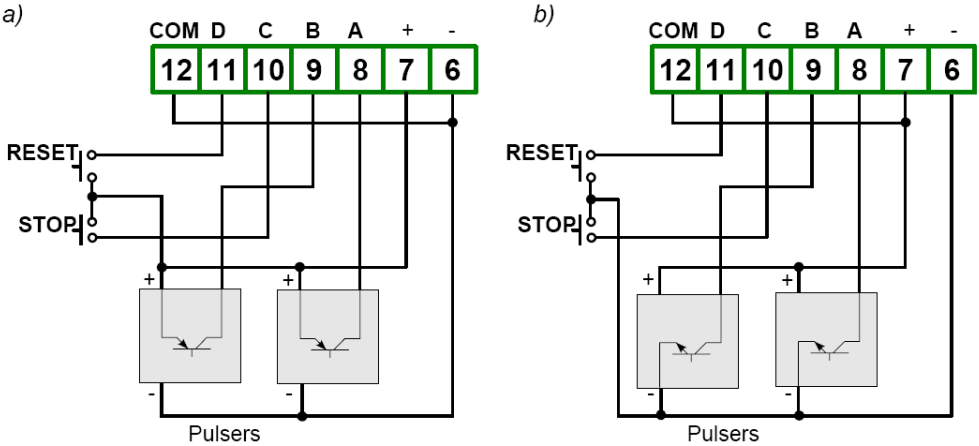 a)
COM D C B A + -
12 11 10 9 8 7 6
RESET
STOP
+ +
- -
Pulsers
b)
COM D C B A + -
12 11 10 9 8 7 6
RESET
STOP
+ +
- -
Pulsers